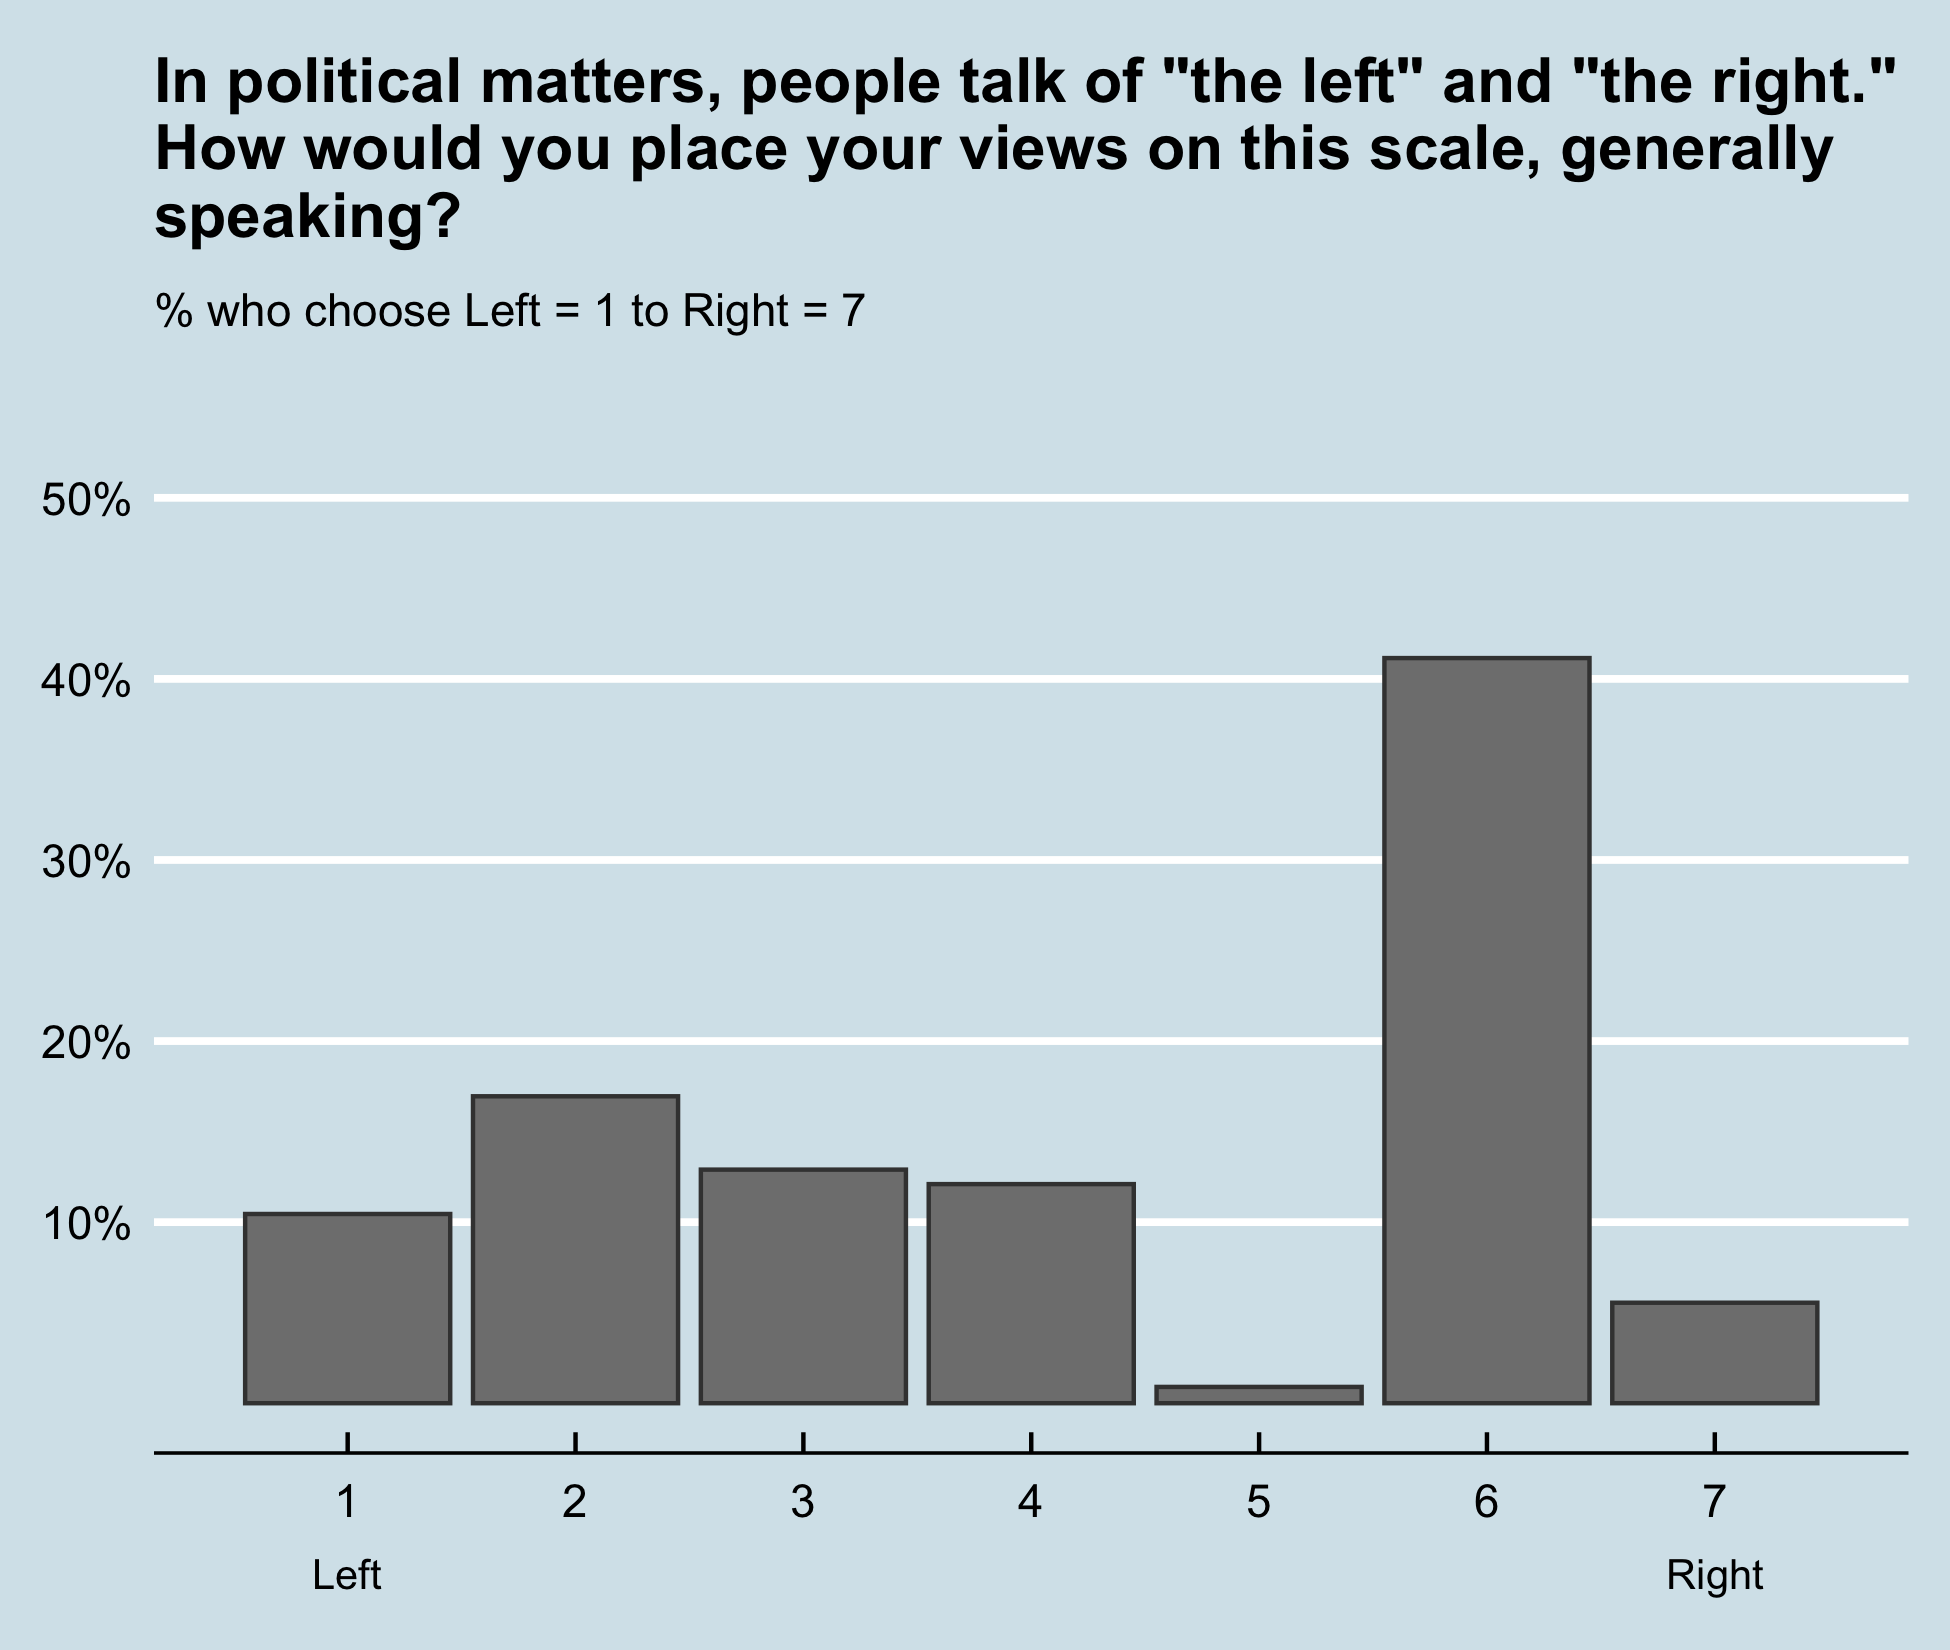 In political matters, people talk of "the left" and "the right."
How would you place your views on this scale, generally
speaking?
% who choose Left = 1 to Right = 7
50%
40%
30%
20%
10%
1 2 3 4 5 6 7
Left Right